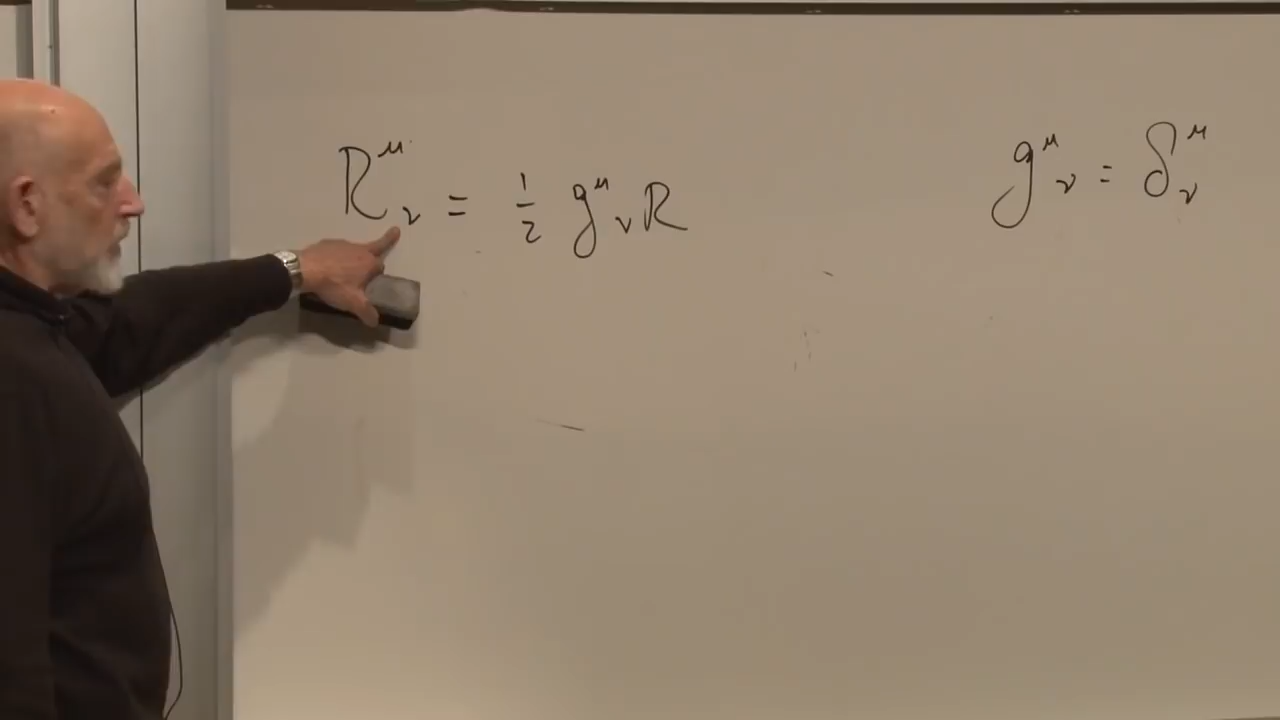 R^μ_ν = 1/2 g^μ_ν R
g^μ_ν = δ^μ_ν